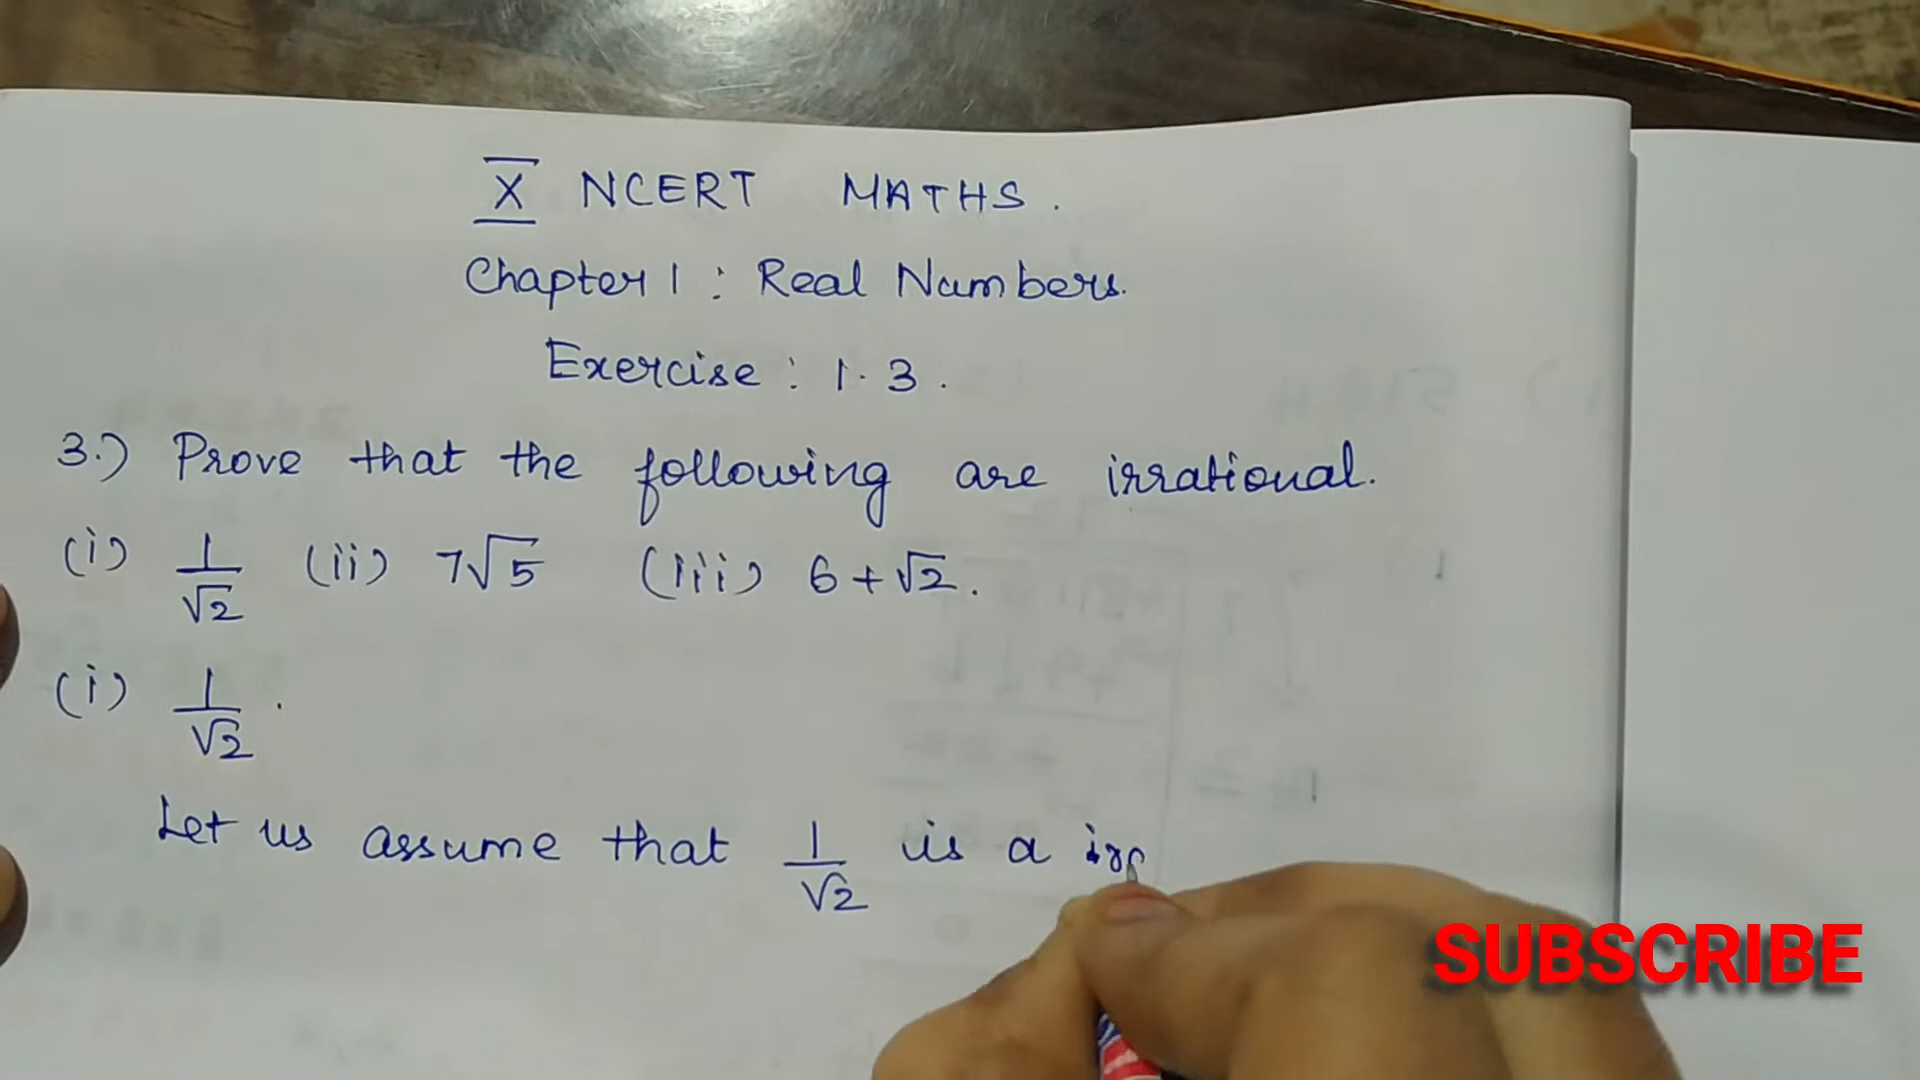 X NCERT MATHS.
Chapter 1 : Real Numbers.
Exercise : 1.3.
3.) Prove that the following are irrational.
(i) 1/√2 (ii) 7√5 (iii) 6+√2.
(i) 1/√2.
Let us assume that 1/√2 is a irr
SUBSCRIBE